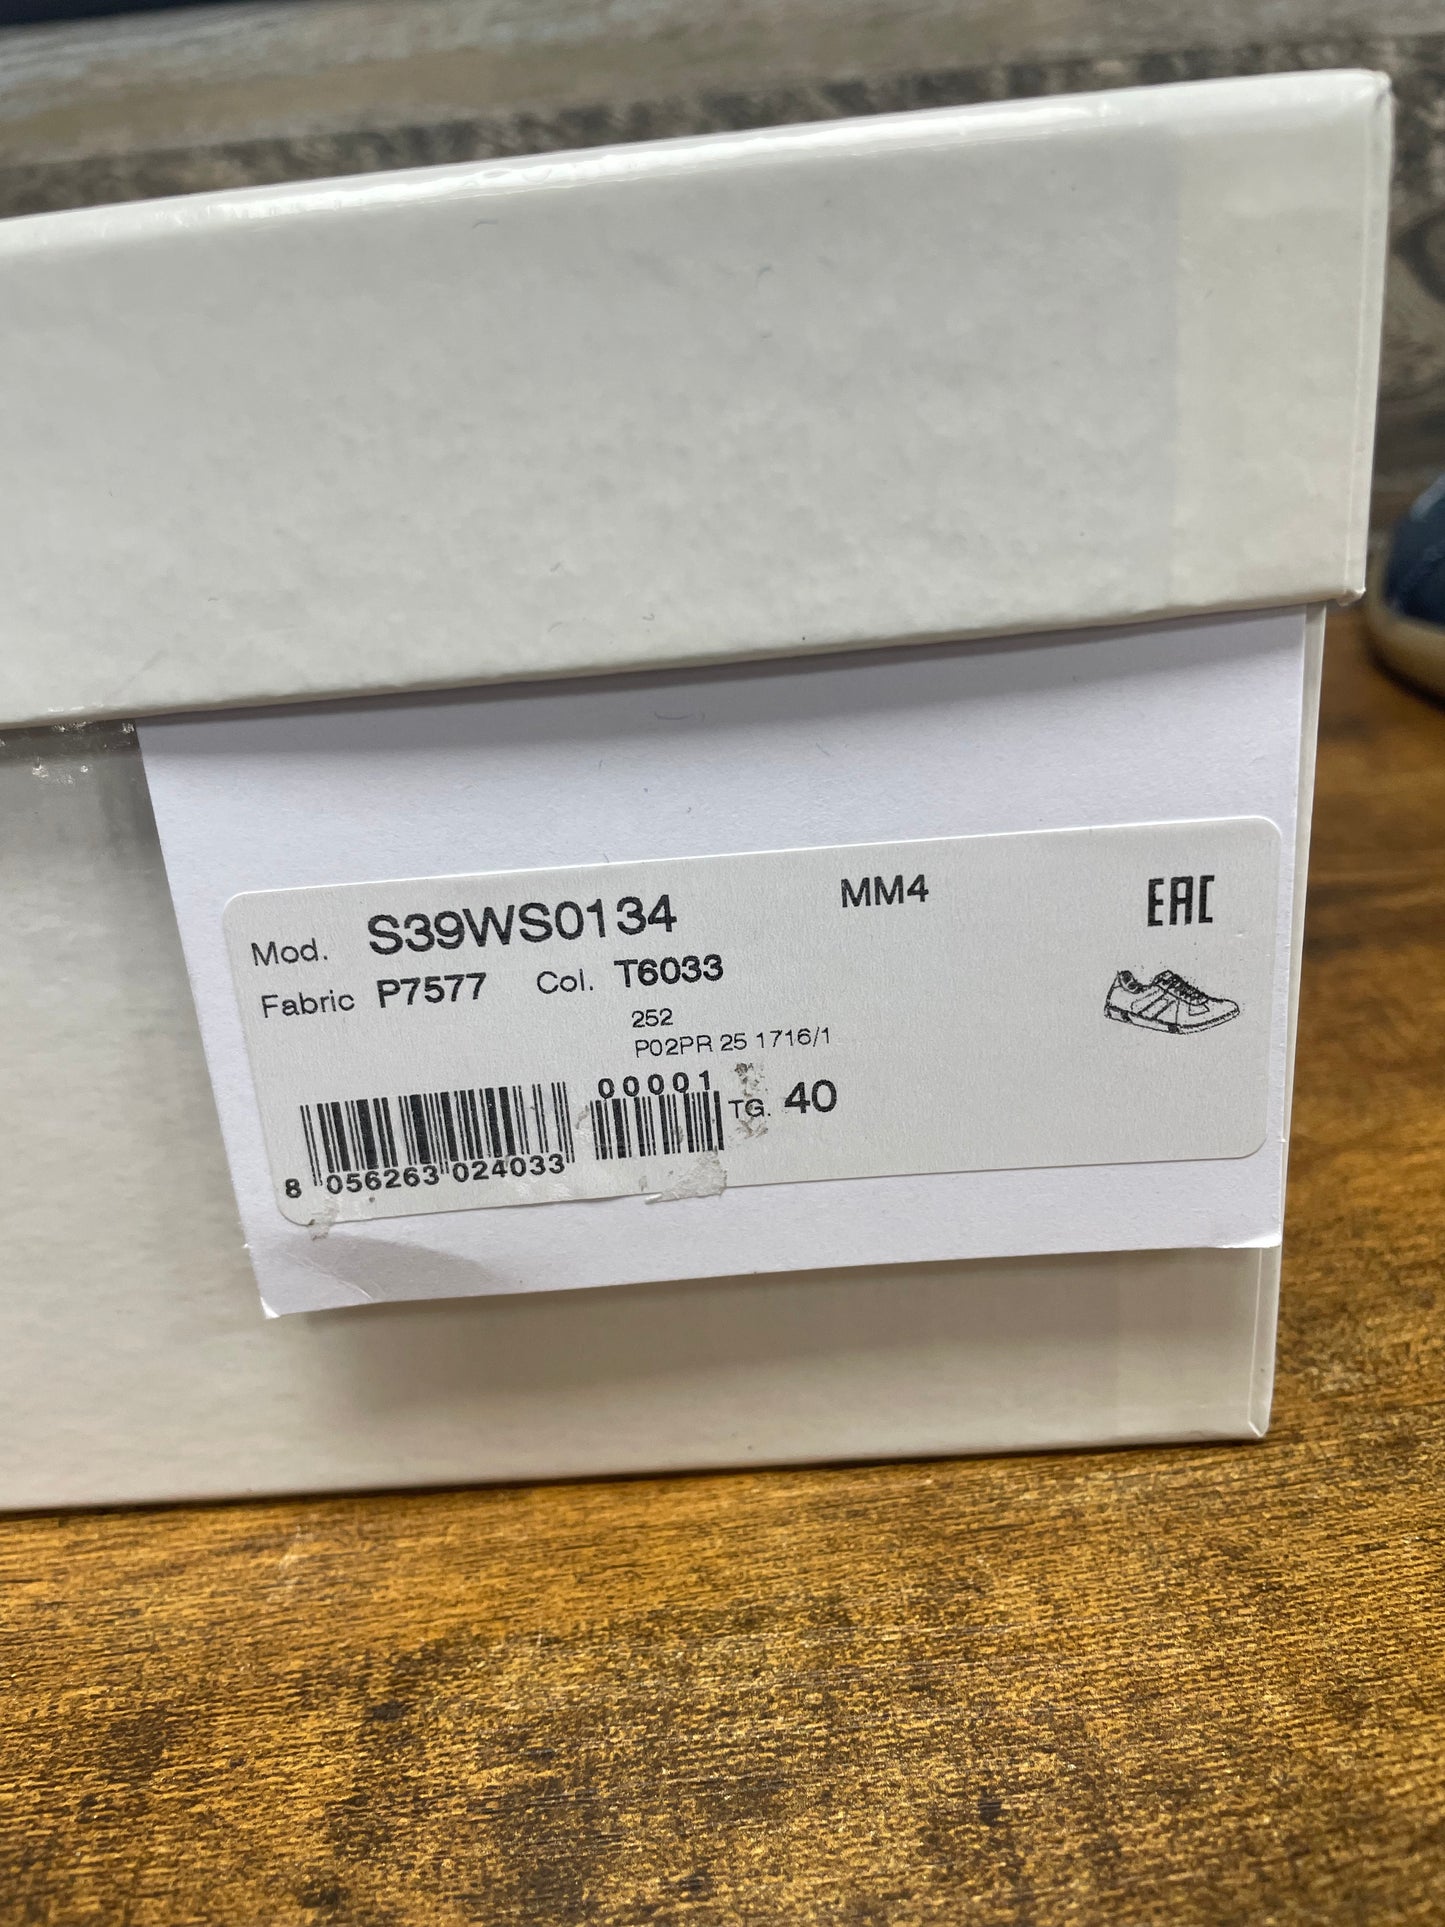 Mod. S39WS0134 MM4 EAC
Fabric P7577 Col. T6033
252
P02PR 25 1716/1
00001
TG. 40
8 056263 024033